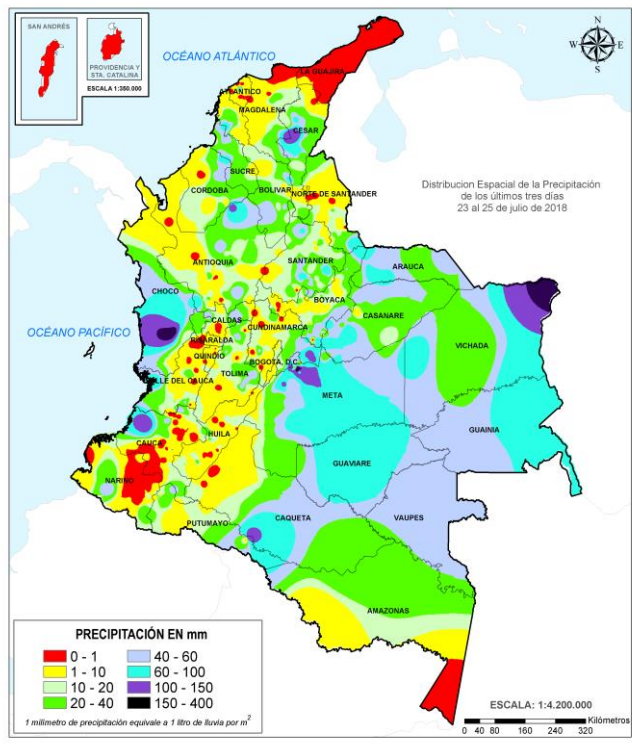 SAN ANDRÉS
PROVIDENCIA Y
STA. CATALINA
ESCALA 1:350.000
OCÉANO ATLÁNTICO
N
W E
S
LA GUAJIRA
ATLANTICO
MAGDALENA
CESAR
SUCRE
CORDOBA
BOLIVAR
NORTE DE SANTANDER
Distribucion Espacial de la Precipitación
de los últimos tres días
23 al 25 de julio de 2018
ANTIOQUIA
SANTANDER
ARAUCA
CHOCO
BOYACA
CASANARE
OCÉANO PACÍFICO
CALDAS
CUNDINAMARCA
RISARALDA
VICHADA
QUINDIO
BOGOTA, D.C.
TOLIMA
VALLE DEL CAUCA
META
HUILA
GUAINIA
CAUCA
GUAVIARE
NARIÑO
PUTUMAYO
CAQUETA
VAUPES
AMAZONAS
PRECIPITACIÓN EN mm
0 - 1 40 - 60
1 - 10 60 - 100
10 - 20 100 - 150
20 - 40 150 - 400
1 milimetro de precipitación equivale a 1 litro de lluvia por m2
ESCALA: 1:4.200.000
Kilómetros
0 40 80 160 240 320